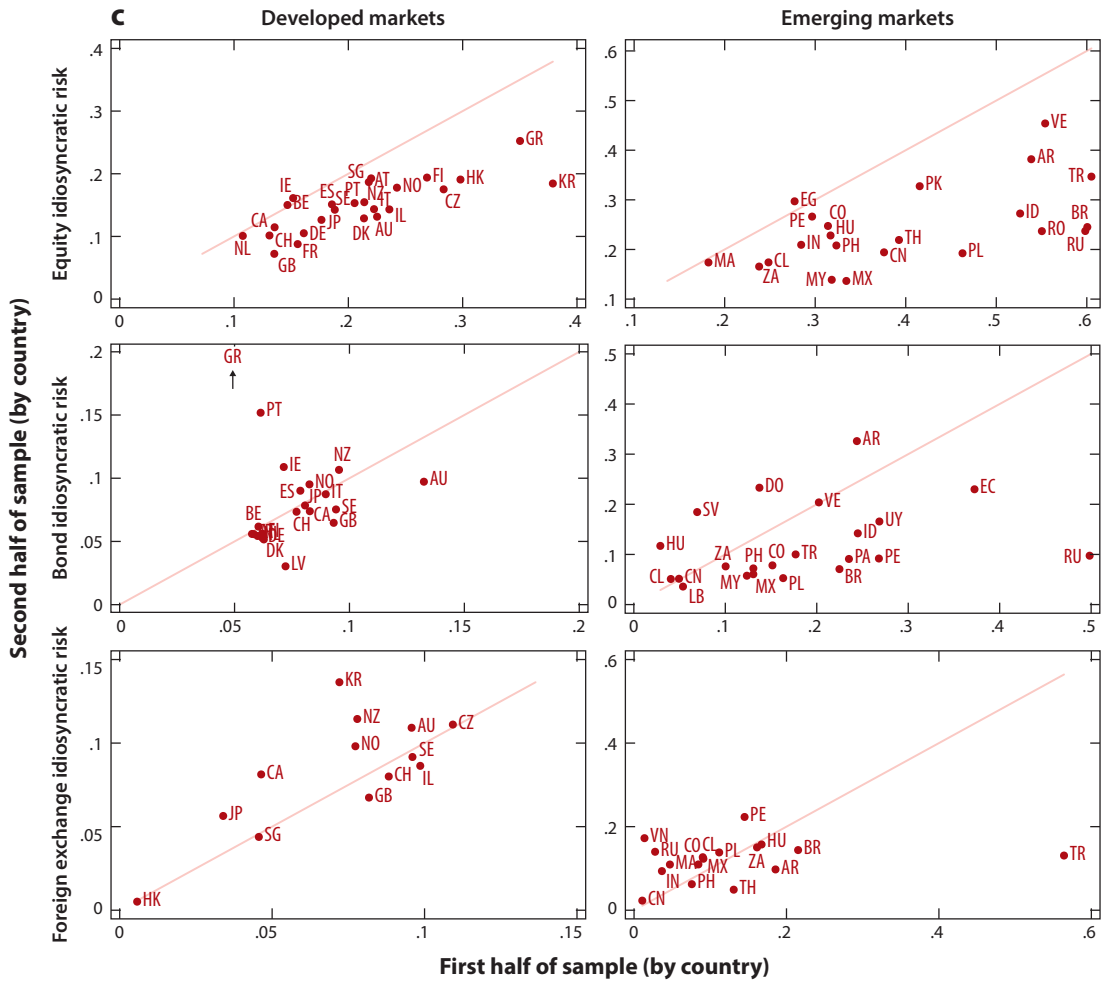 C
Developed markets
Emerging markets
Second half of sample (by country)
Equity idiosyncratic risk
.4
.3
.2
.1
0
GR
KR
HK
FI
CZ
NO
SG
AT
NZ
PT
IT
IL
AU
DK
ES
SE
JP
DE
FR
IE
BE
CA
CH
NL
GB
0
.1
.2
.3
.4
.6
.5
.4
.3
.2
.1
VE
AR
TR
PK
ID
BR
RO
RU
EG
PE
CO
HU
IN
PH
TH
CN
PL
MA
CL
ZA
MY
MX
.1
.2
.3
.4
.5
.6
Bond idiosyncratic risk
.2
.15
.1
.05
0
GR
PT
IE
NZ
NO
AU
ES
JP
IT
SE
CH
CA
GB
BE
DE
DK
LV
0
.05
.1
.15
.2
.5
.4
.3
.2
.1
0
AR
DO
EC
SV
VE
UY
ID
HU
ZA
PH
CO
TR
PA
PE
RU
CL
CN
LB
MY
MX
PL
BR
0
.1
.2
.3
.4
.5
Foreign exchange idiosyncratic risk
.15
.1
.05
0
KR
NZ
AU
CZ
NO
SE
CA
CH
IL
GB
JP
SG
HK
0
.05
.1
.15
.6
.4
.2
0
PE
VN
RU
CO
CL
PL
HU
BR
TR
MA
MX
ZA
AR
IN
PH
TH
CN
0
.2
.4
.6
First half of sample (by country)